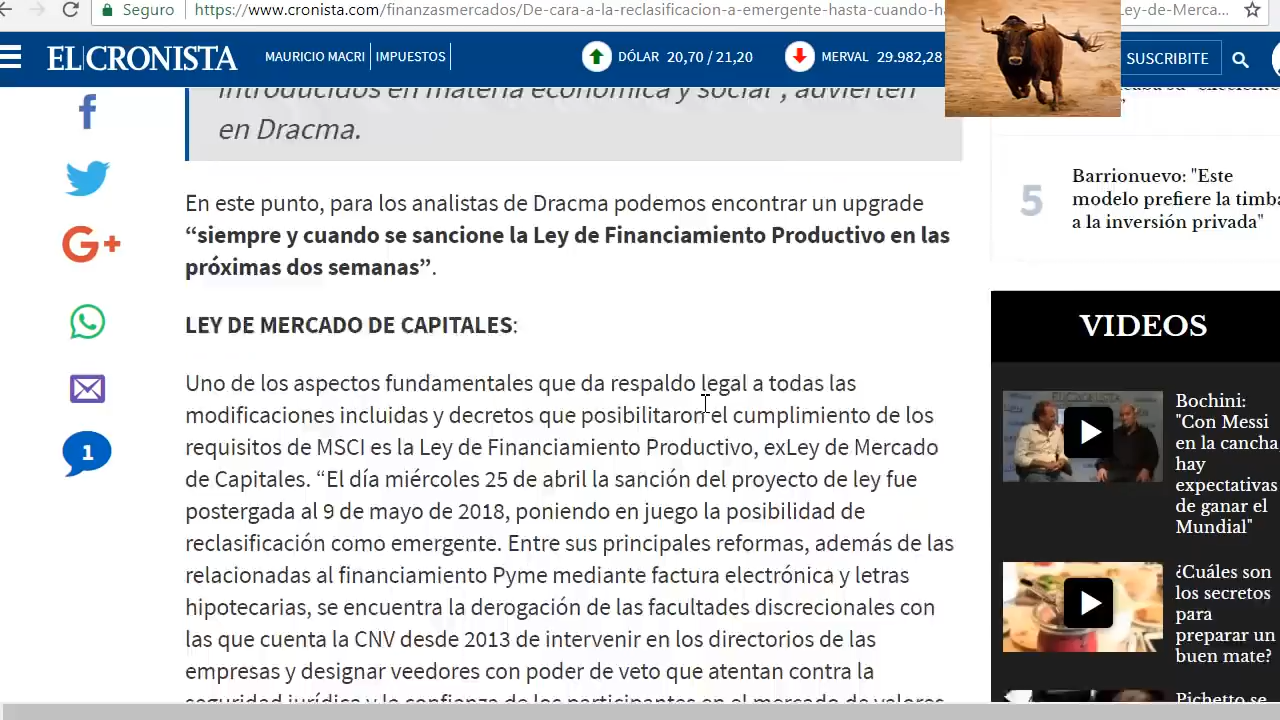 Seguro
https://www.cronista.com/finanzasmercados/De-cara-a-la-reclasificacion-e-emergente-hasta-cuando-h
Ley-de-Merca...
EL CRONISTA
MAURICIO MACRI
IMPUESTOS
DÓLAR 20,70 / 21,20
MERVAL 29.982,28
SUSCRIBITE
introducidos en materia económica y social", advierten
en Dracma.
En este punto, para los analistas de Dracma podemos encontrar un upgrade
“siempre y cuando se sancione la Ley de Financiamiento Productivo en las
próximas dos semanas”.
LEY DE MERCADO DE CAPITALES:
Uno de los aspectos fundamentales que da respaldo legal a todas las
modificaciones incluidas y decretos que posibilitaron el cumplimiento de los
requisitos de MSCI es la Ley de Financiamiento Productivo, exLey de Mercado
de Capitales. “El día miércoles 25 de abril la sanción del proyecto de ley fue
postergada al 9 de mayo de 2018, poniendo en juego la posibilidad de
reclasificación como emergente. Entre sus principales reformas, además de las
relacionadas al financiamiento Pyme mediante factura electrónica y letras
hipotecarias, se encuentra la derogación de las facultades discrecionales con
las que cuenta la CNV desde 2013 de intervenir en los directorios de las
empresas y designar veedores con poder de veto que atentan contra la
seguridad jurídica y la confianza de los participantes en el mercado de valores
1
5
Barrionuevo: "Este
modelo prefiere la timba
a la inversión privada"
VIDEOS
Bochini:
"Con Messi
en la cancha
hay
expectativas
de ganar el
Mundial"
¿Cuáles son
los secretos
para
preparar un
buen mate?
Pichetto se